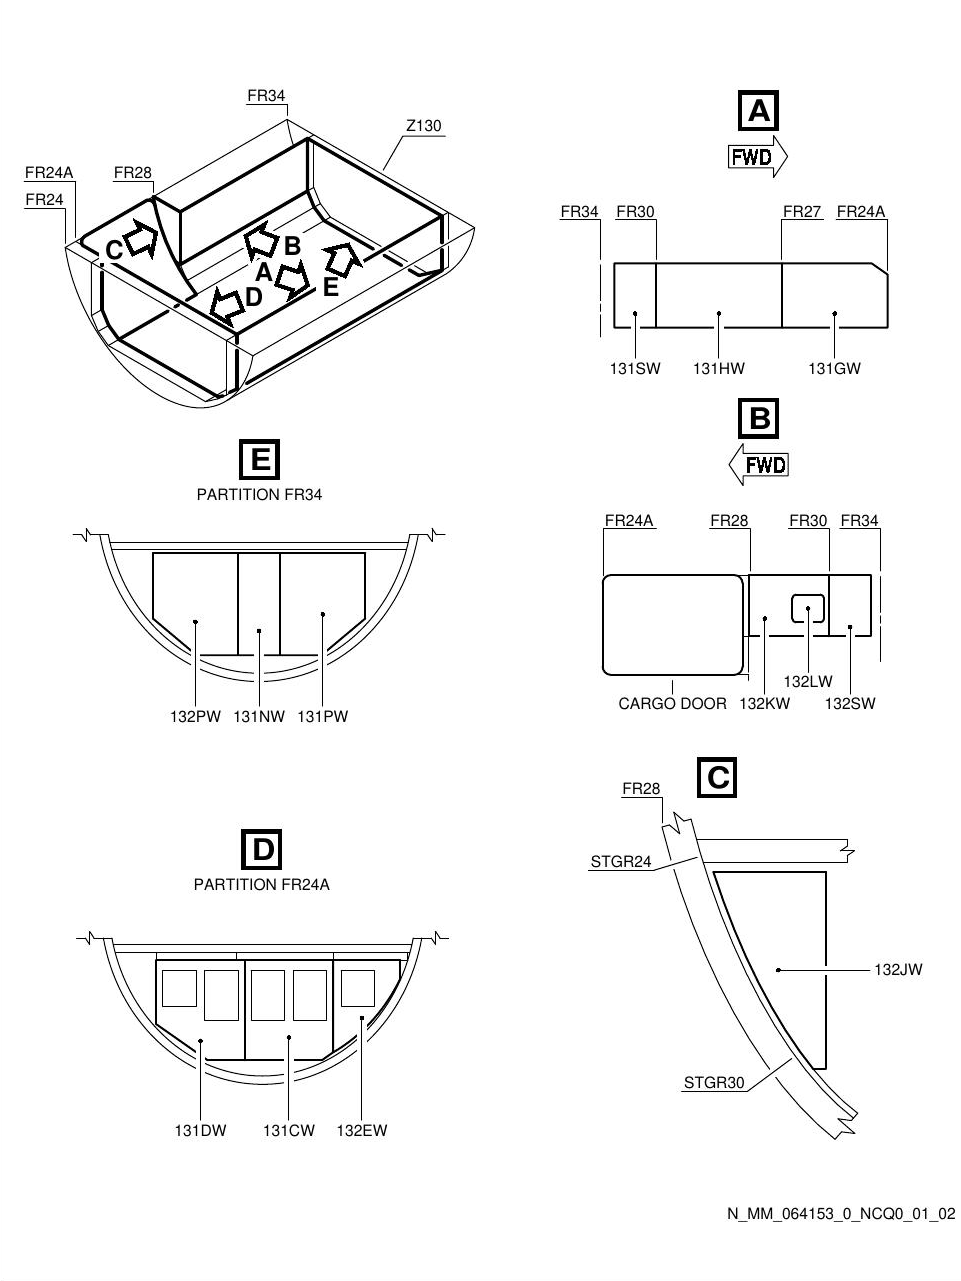 FR34
Z130
FR24A
FR28
FR24
C
B
A
D
E
A
FWD
FR34
FR30
FR27
FR24A
131SW
131HW
131GW
B
FWD
FR24A
FR28
FR30
FR34
132LW
CARGO DOOR
132KW
132SW
E
PARTITION FR34
132PW
131NW
131PW
C
FR28
STGR24
132JW
STGR30
D
PARTITION FR24A
131DW
131CW
132EW
N_MM_064153_0_NCQ0_01_02